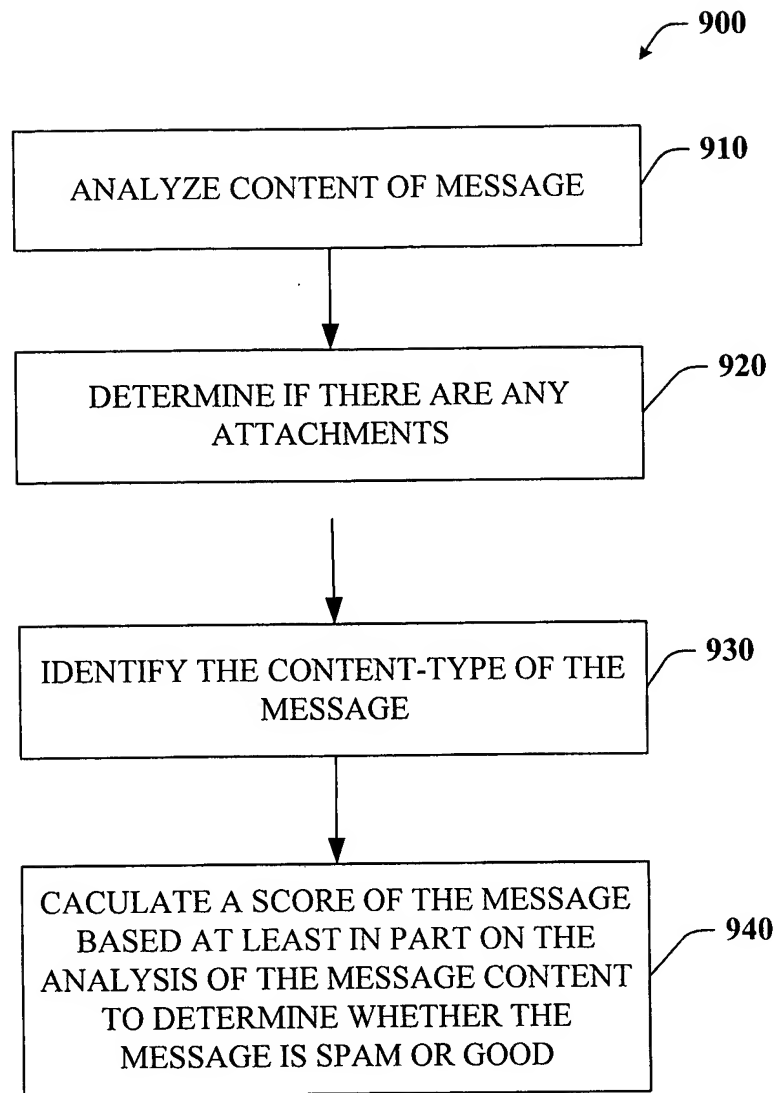 900
910
ANALYZE CONTENT OF MESSAGE
920
DETERMINE IF THERE ARE ANY
ATTACHMENTS
930
IDENTIFY THE CONTENT-TYPE OF THE
MESSAGE
CACULATE A SCORE OF THE MESSAGE
BASED AT LEAST IN PART ON THE
ANALYSIS OF THE MESSAGE CONTENT
TO DETERMINE WHETHER THE
MESSAGE IS SPAM OR GOOD
940